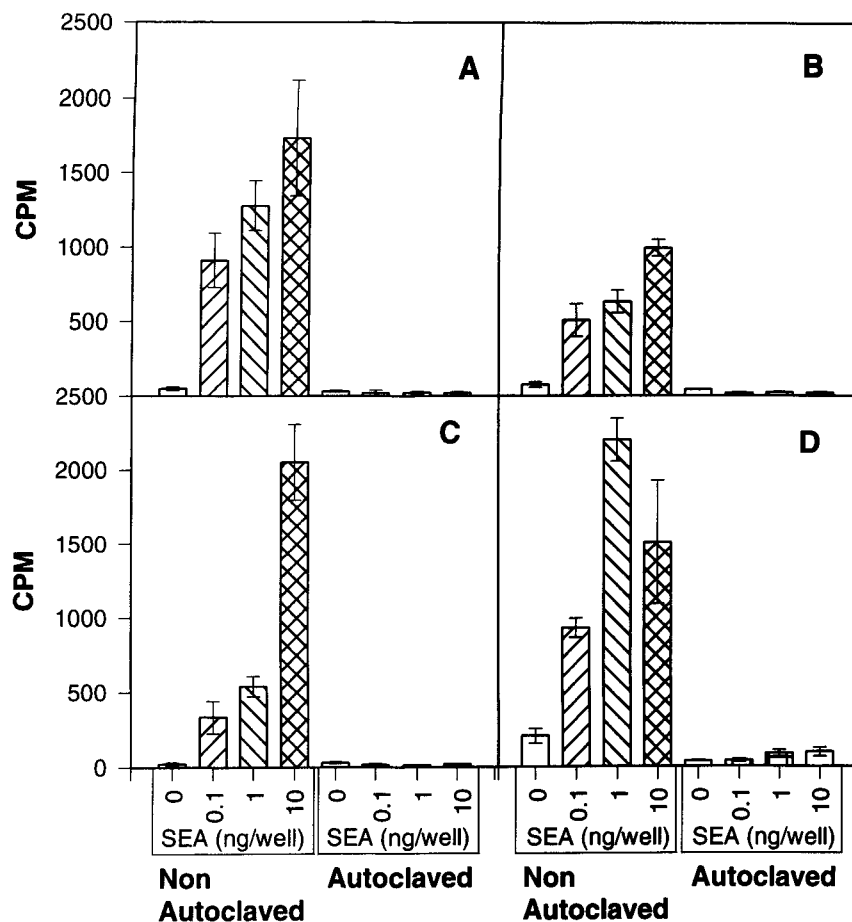 2500
2000
1500
1000
500
2500
2000
1500
1000
500
0
CPM
CPM
A
B
C
D
0
0.1
1
10
0
0.1
1
10
0
0.1
1
10
0
0.1
1
10
SEA (ng/well)
SEA (ng/well)
SEA (ng/well)
SEA (ng/well)
Non
Autoclaved
Autoclaved
Non
Autoclaved
Autoclaved